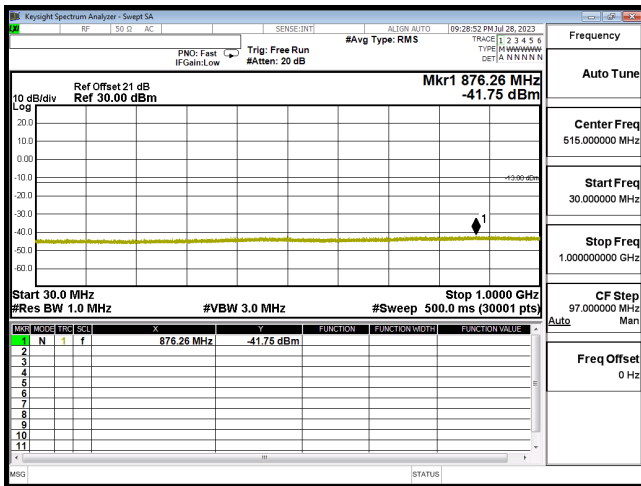 Keysight Spectrum Analyzer - Swept SA
LXI RF 50 Ω AC SENSE:INT ALIGN AUTO 09:28:52 PM Jul 28, 2023
#Avg Type: RMS TRACE 1 2 3 4 5 6
PNO: Fast Trig: Free Run TYPE M WWWWW
IFGain:Low #Atten: 20 dB DET A N N N N N
Ref Offset 21 dB Mkr1 876.26 MHz
10 dB/div Ref 30.00 dBm -41.75 dBm
Log
20.0
10.0
0.00
-10.0
-13.00 dBm
-20.0
-30.0
1
-40.0
-50.0
-60.0
Start 30.0 MHz Stop 1.0000 GHz
#Res BW 1.0 MHz #VBW 3.0 MHz #Sweep 500.0 ms (30001 pts)
MKR MODE TRC SCL X Y FUNCTION FUNCTION WIDTH FUNCTION VALUE
1 N 1 f 876.26 MHz -41.75 dBm
2
3
4
5
6
7
8
9
10
11
MSG STATUS
Frequency
Auto Tune
Center Freq
515.000000 MHz
Start Freq
30.000000 MHz
Stop Freq
1.000000000 GHz
CF Step
97.000000 MHz
Auto Man
Freq Offset
0 Hz